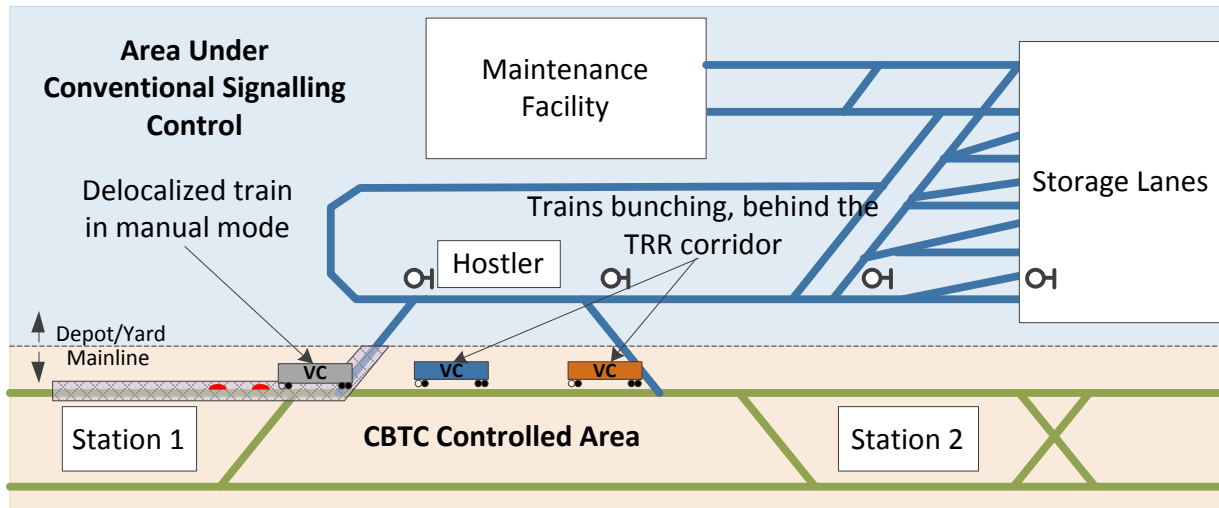 Area Under
Conventional Signalling
Control
Maintenance
Facility
Storage Lanes
Delocalized train
in manual mode
Trains bunching, behind the
TRR corridor
Hostler
Depot/Yard
Mainline
VC
VC
VC
Station 1
CBTC Controlled Area
Station 2